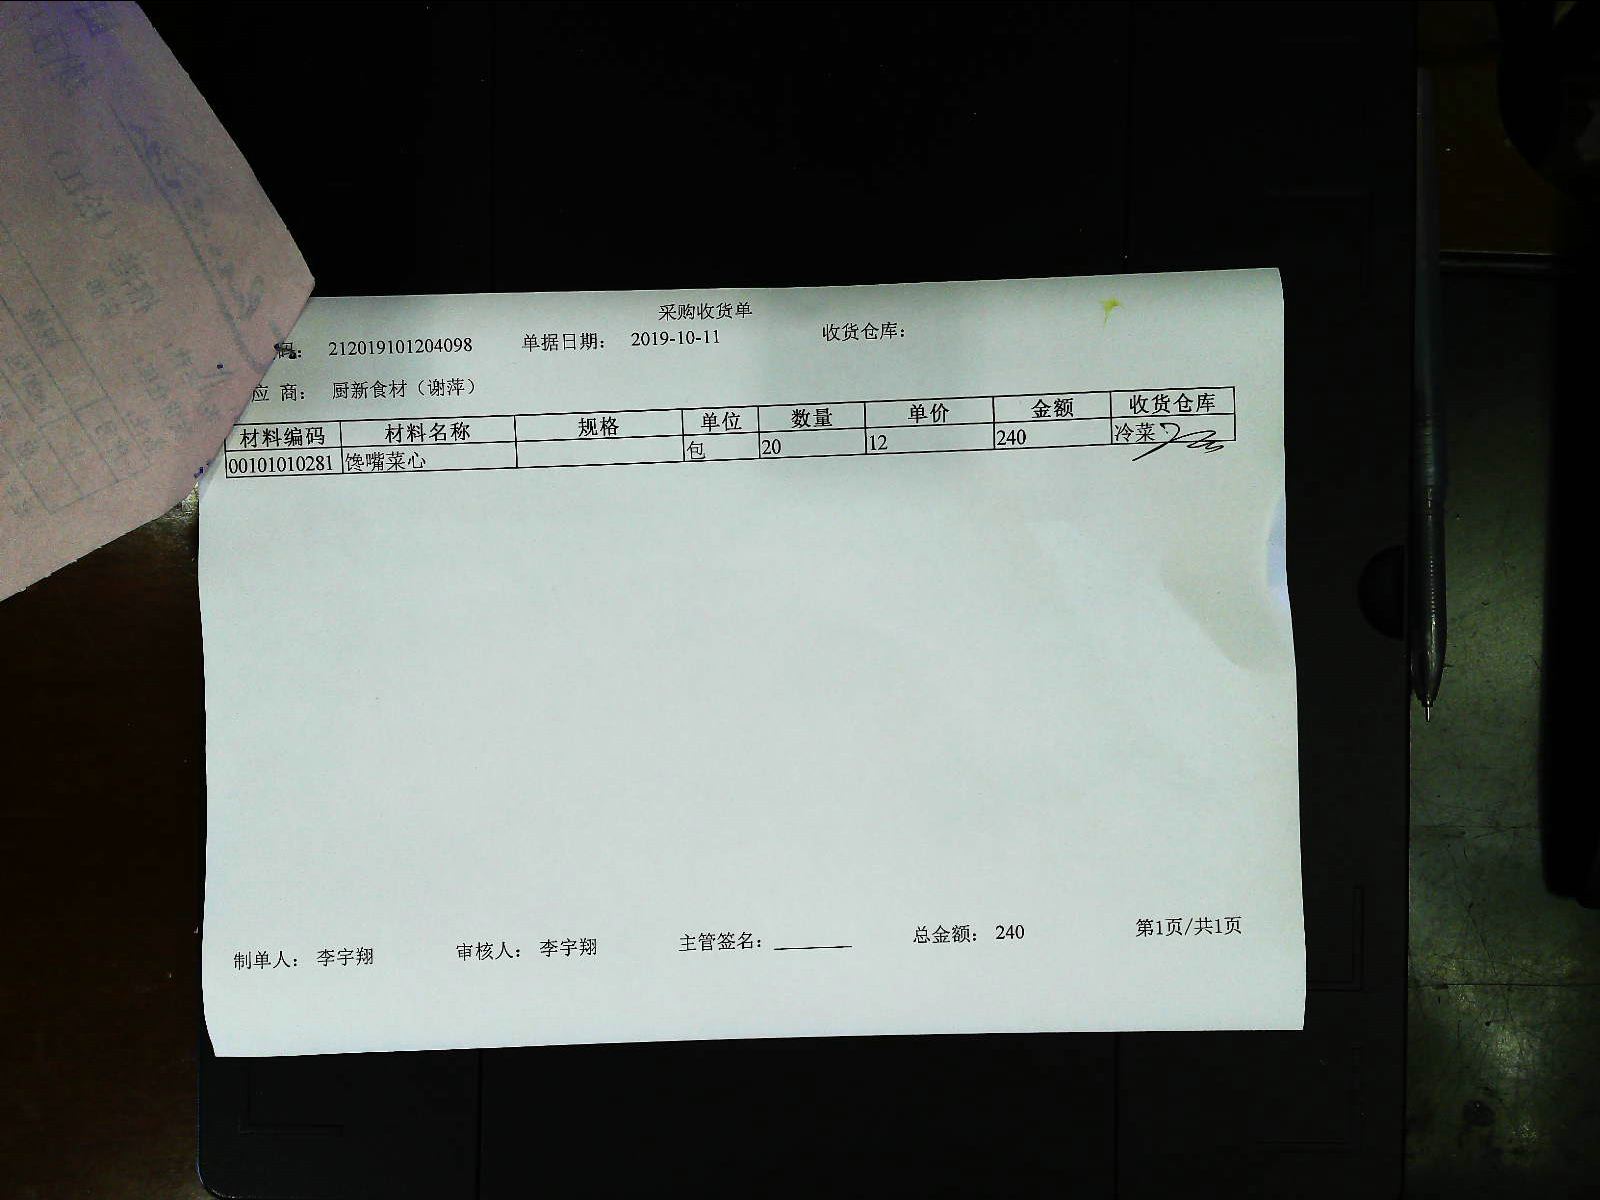 采购收货单
码： 212019101204098 单据日期： 2019-10-11 收货仓库：
应 商： 厨新食材（谢萍）
材料编码 材料名称 规格 单位 数量 单价 金额 收货仓库
00101010281 馋嘴菜心 包 20 12 240 冷菜
制单人： 李宇翔 审核人： 李宇翔 主管签名： 总金额： 240 第1页/共1页